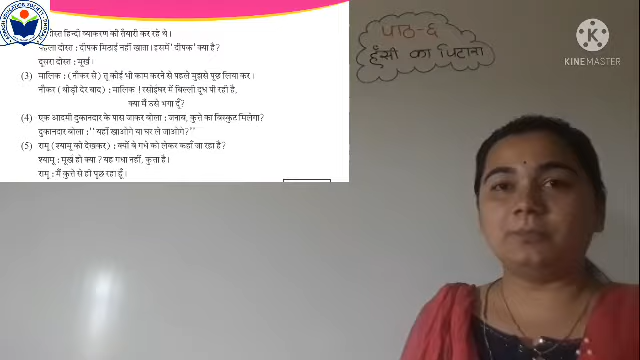 दोस्त हिन्दी व्याकरण की तैयारी कर रहे थे।
पहला दोस्त : दीपक मिठाई नहीं खाता। इसमें 'दीपक' क्या है?
दूसरा दोस्त : मूर्ख।
(3) मालिक : (नौकर से) तू कोई भी काम करने से पहले मुझसे पूछ लिया कर।
नौकर (थोड़ी देर बाद) : मालिक ! रसोईघर में बिल्ली दूध पी रही है,
क्या मैं उसे भगा दूँ?
(4) एक आदमी दुकानदार के पास जाकर बोला : जनाब, कुत्ते का बिस्कुट मिलेगा?
दुकानदार बोला : "यहाँ खाओगे या घर ले जाओगे?"
(5) रामू (श्यामू को देखकर) : क्यों बे गधे को लेकर कहाँ जा रहा है?
श्यामू : मूर्ख हो क्या? यह गधा नहीं, कुत्ता है।
रामू : मैं कुत्ते से ही पूछ रहा हूँ।
पाठ-६
हँसी का पिटारा
Made with
KINEMASTER